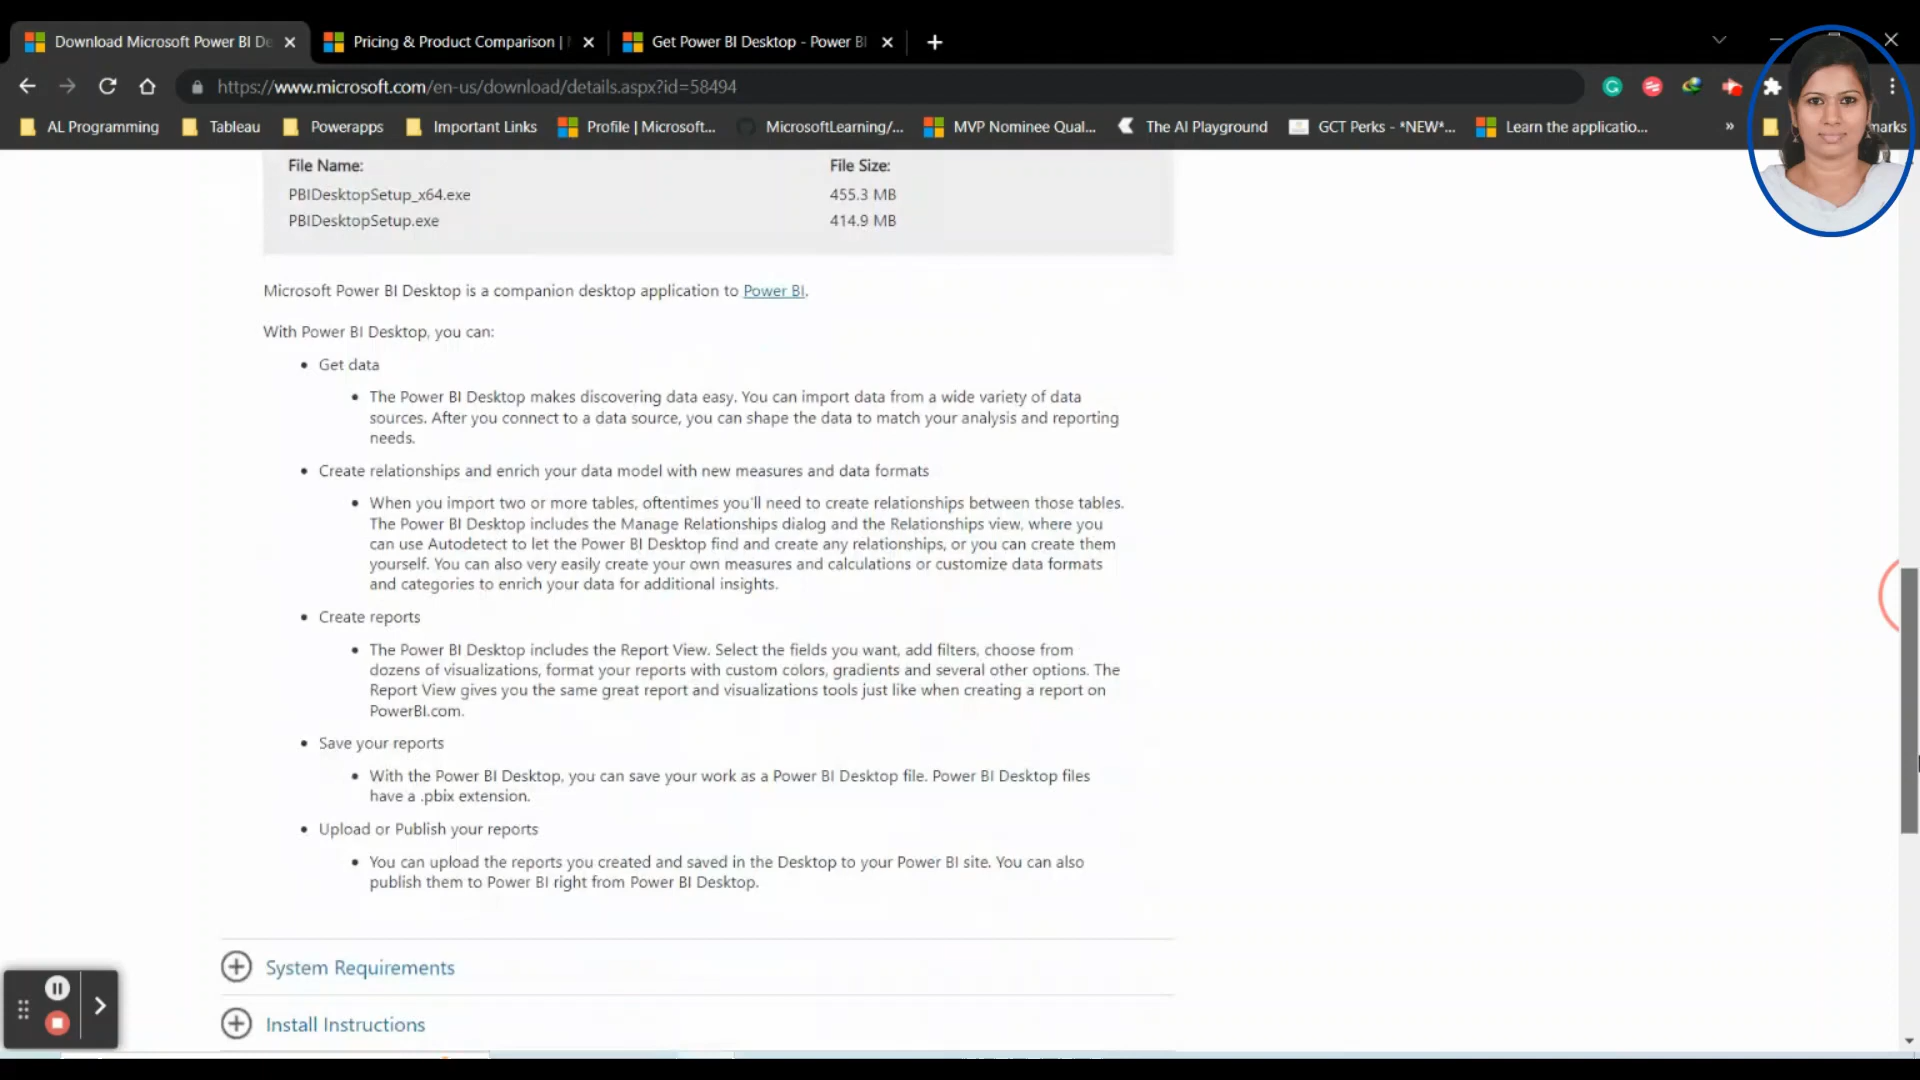 Download Microsoft Power BI De
Pricing & Product Comparison |
Get Power BI Desktop - Power BI
https://www.microsoft.com/en-us/download/details.aspx?id=58494
AL Programming
Tableau
Powerapps
Important Links
Profile | Microsoft...
MicrosoftLearning/...
MVP Nominee Qual...
The AI Playground
GCT Perks - *NEW*...
Learn the applicatio...
»
marks
File Name:
File Size:
PBIDesktopSetup_x64.exe
455.3 MB
PBIDesktopSetup.exe
414.9 MB
Microsoft Power BI Desktop is a companion desktop application to Power BI.
With Power BI Desktop, you can:
• Get data
• The Power BI Desktop makes discovering data easy. You can import data from a wide variety of data
sources. After you connect to a data source, you can shape the data to match your analysis and reporting
needs.
• Create relationships and enrich your data model with new measures and data formats
• When you import two or more tables, oftentimes you'll need to create relationships between those tables.
The Power BI Desktop includes the Manage Relationships dialog and the Relationships view, where you
can use Autodetect to let the Power BI Desktop find and create any relationships, or you can create them
yourself. You can also very easily create your own measures and calculations or customize data formats
and categories to enrich your data for additional insights.
• Create reports
• The Power BI Desktop includes the Report View. Select the fields you want, add filters, choose from
dozens of visualizations, format your reports with custom colors, gradients and several other options. The
Report View gives you the same great report and visualizations tools just like when creating a report on
PowerBI.com.
• Save your reports
• With the Power BI Desktop, you can save your work as a Power BI Desktop file. Power BI Desktop files
have a .pbix extension.
• Upload or Publish your reports
• You can upload the reports you created and saved in the Desktop to your Power BI site. You can also
publish them to Power BI right from Power BI Desktop.
System Requirements
Install Instructions